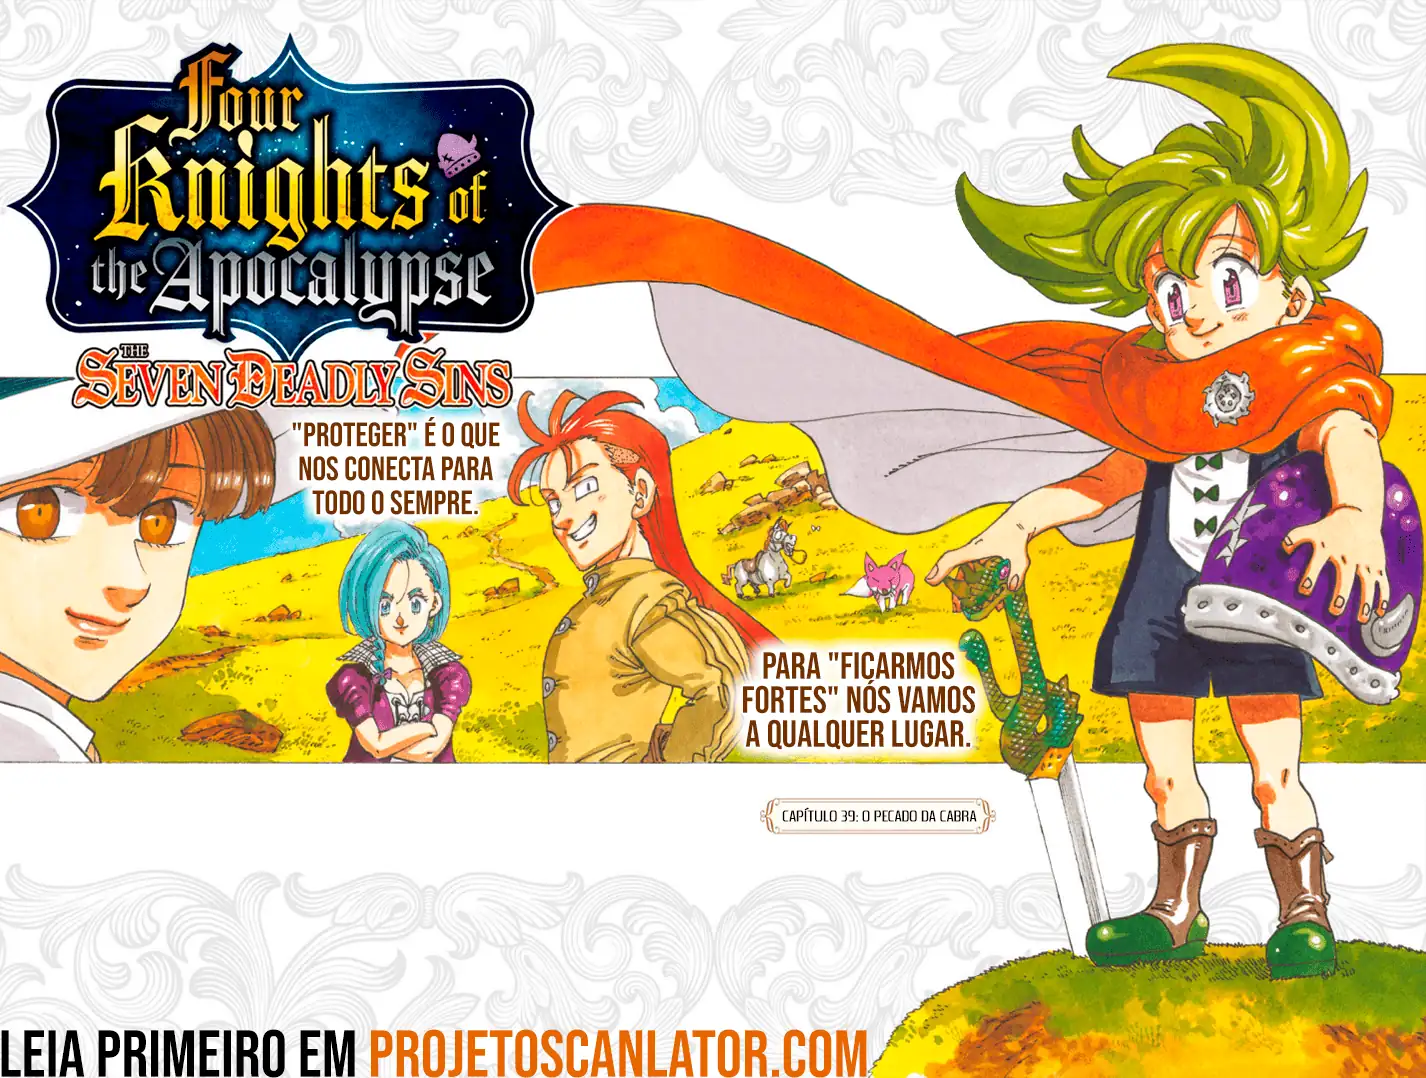 Four
Knights of
the Apocalypse
THE
SEVEN DEADLY SINS
"PROTEGER" É O QUE
NOS CONECTA PARA
TODO O SEMPRE.
PARA "FICARMOS
FORTES" NÓS VAMOS
A QUALQUER LUGAR.
CAPÍTULO 39: O PECADO DA CABRA
LEIA PRIMEIRO EM PROJETOSCANLATOR.COM